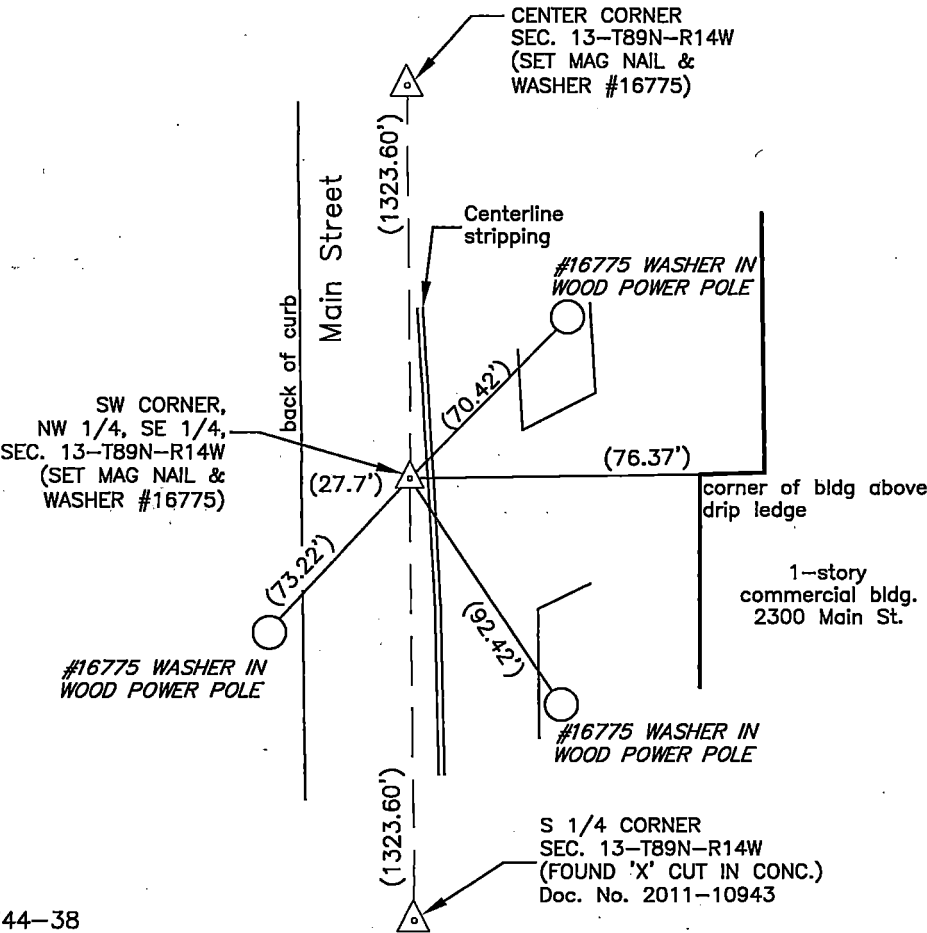 CENTER CORNER
SEC. 13-T89N-R14W
(SET MAG NAIL &
WASHER #16775)
(1323.60')
Main Street
Centerline
stripping
#16775 WASHER IN
WOOD POWER POLE
back of curb
(70.42')
SW CORNER,
NW 1/4, SE 1/4,
SEC. 13-T89N-R14W
(SET MAG NAIL &
WASHER #16775)
(27.7')
(76.37')
corner of bldg above
drip ledge
1-story
commercial bldg.
2300 Main St.
(73.22')
(92.42')
#16775 WASHER IN
WOOD POWER POLE
#16775 WASHER IN
WOOD POWER POLE
(1323.60')
S 1/4 CORNER
SEC. 13-T89N-R14W
(FOUND 'X' CUT IN CONC.)
Doc. No. 2011-10943
44-38